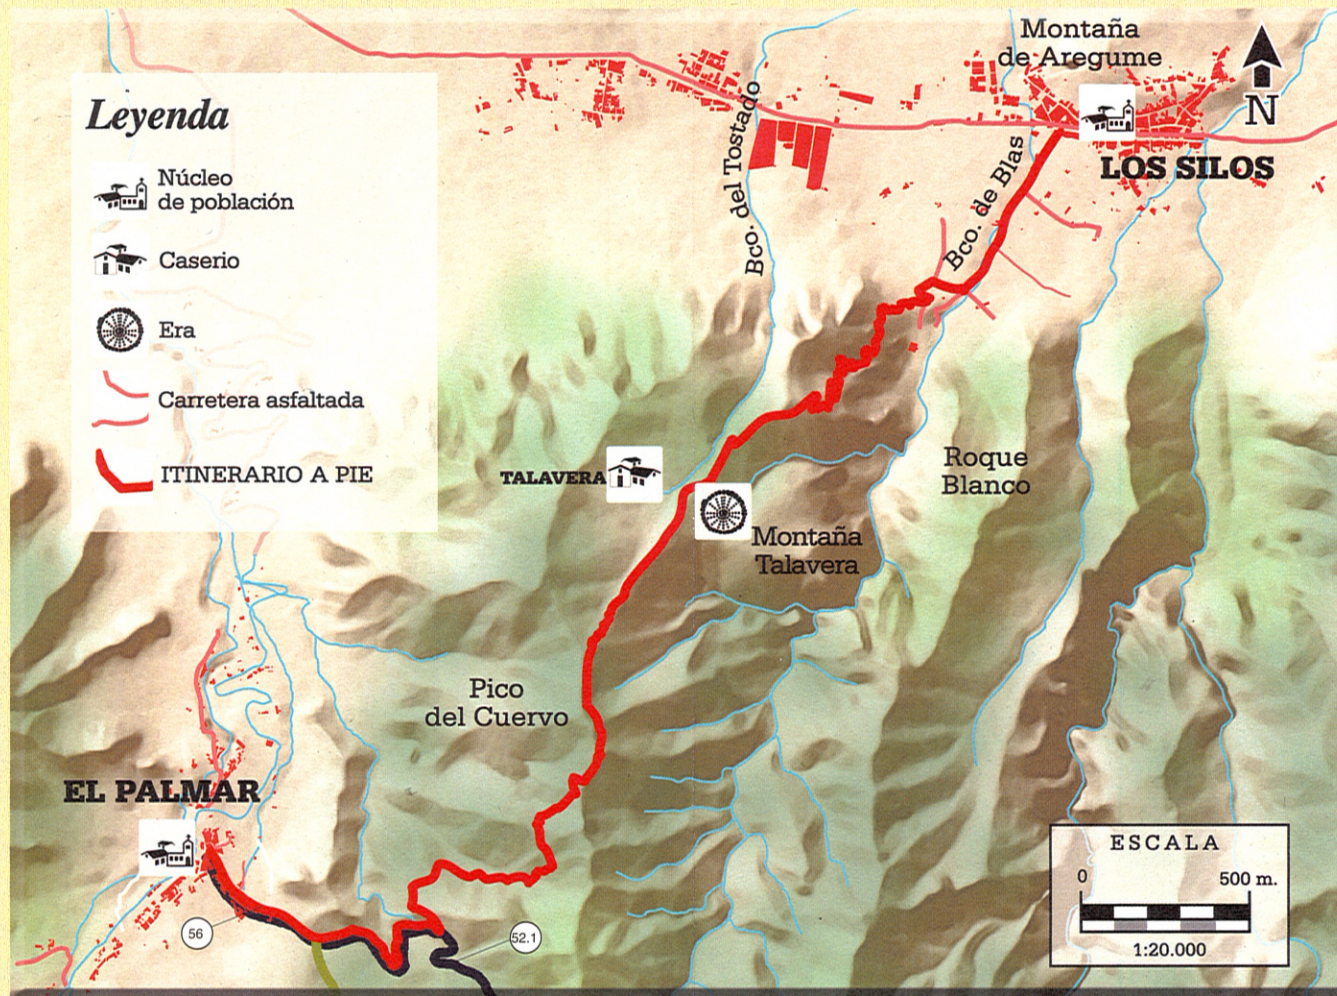 Leyenda
Núcleo
de población
Caserio
Era
Carretera asfaltada
ITINERARIO A PIE
Montaña
de Aregume
N
LOS SILOS
Bco. del Tostado
Bco. de Blas
TALAVERA
Roque
Blanco
Montaña
Talavera
Pico
del Cuervo
EL PALMAR
56
52.1
ESCALA
0 500 m.
1:20.000